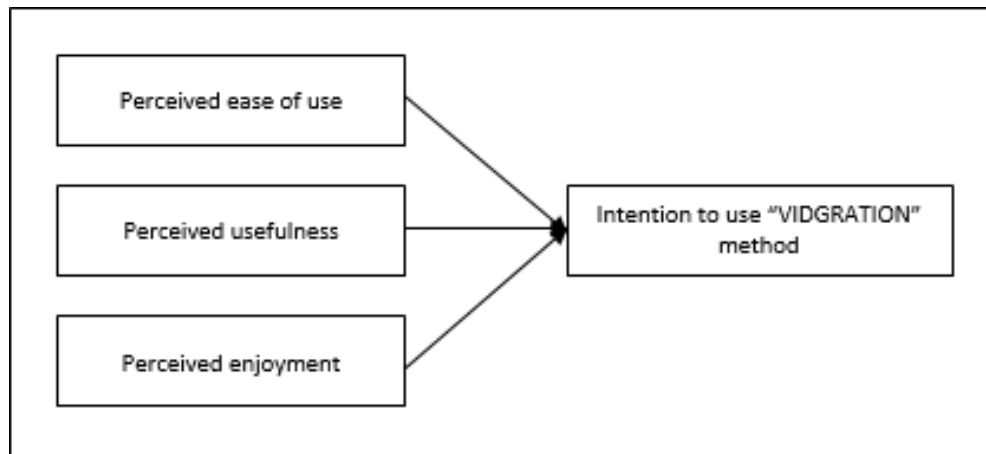 Perceived ease of use
Perceived usefulness
Perceived enjoyment
Intention to use “VIDGRATION”
method